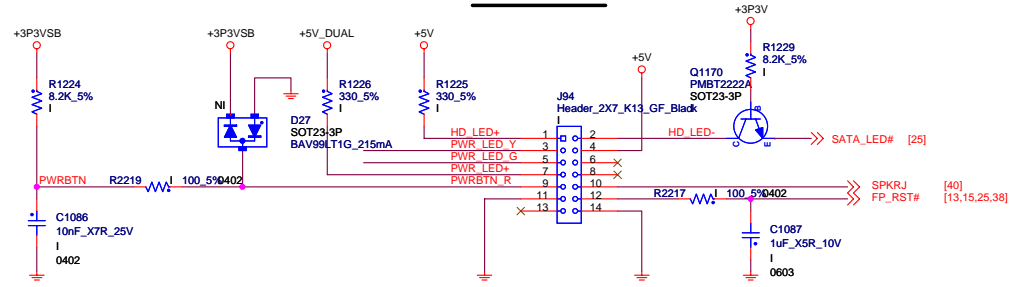 +3P3VSB
R1224
8.2K_5%
I
PWRBTN
C1086
10nF_X7R_25V
I
0402
R2219
I
100_5%
0402
+3P3VSB
NI
D27
SOT23-3P
BAV99LT1G_215mA
+5V_DUAL
R1226
330_5%
I
+5V
R1225
330_5%
I
HD_LED+
PWR_LED_Y
PWR_LED_G
PWR_LED+
PWRBTN_R
J94
Header_2X7_K13_GF_Black
I
1 2
3 4
5 6
7 8
9 10
11 12
13 14
+5V
HD_LED-
+3P3V
R1229
8.2K_5%
I
Q1170
PMBT2222A
SOT23-3P
B
C
E
SATA_LED# [25]
SPKRJ [40]
FP_RST# [13,15,25,38]
R2217
I
100_5%
0402
C1087
1uF_X5R_10V
I
0603